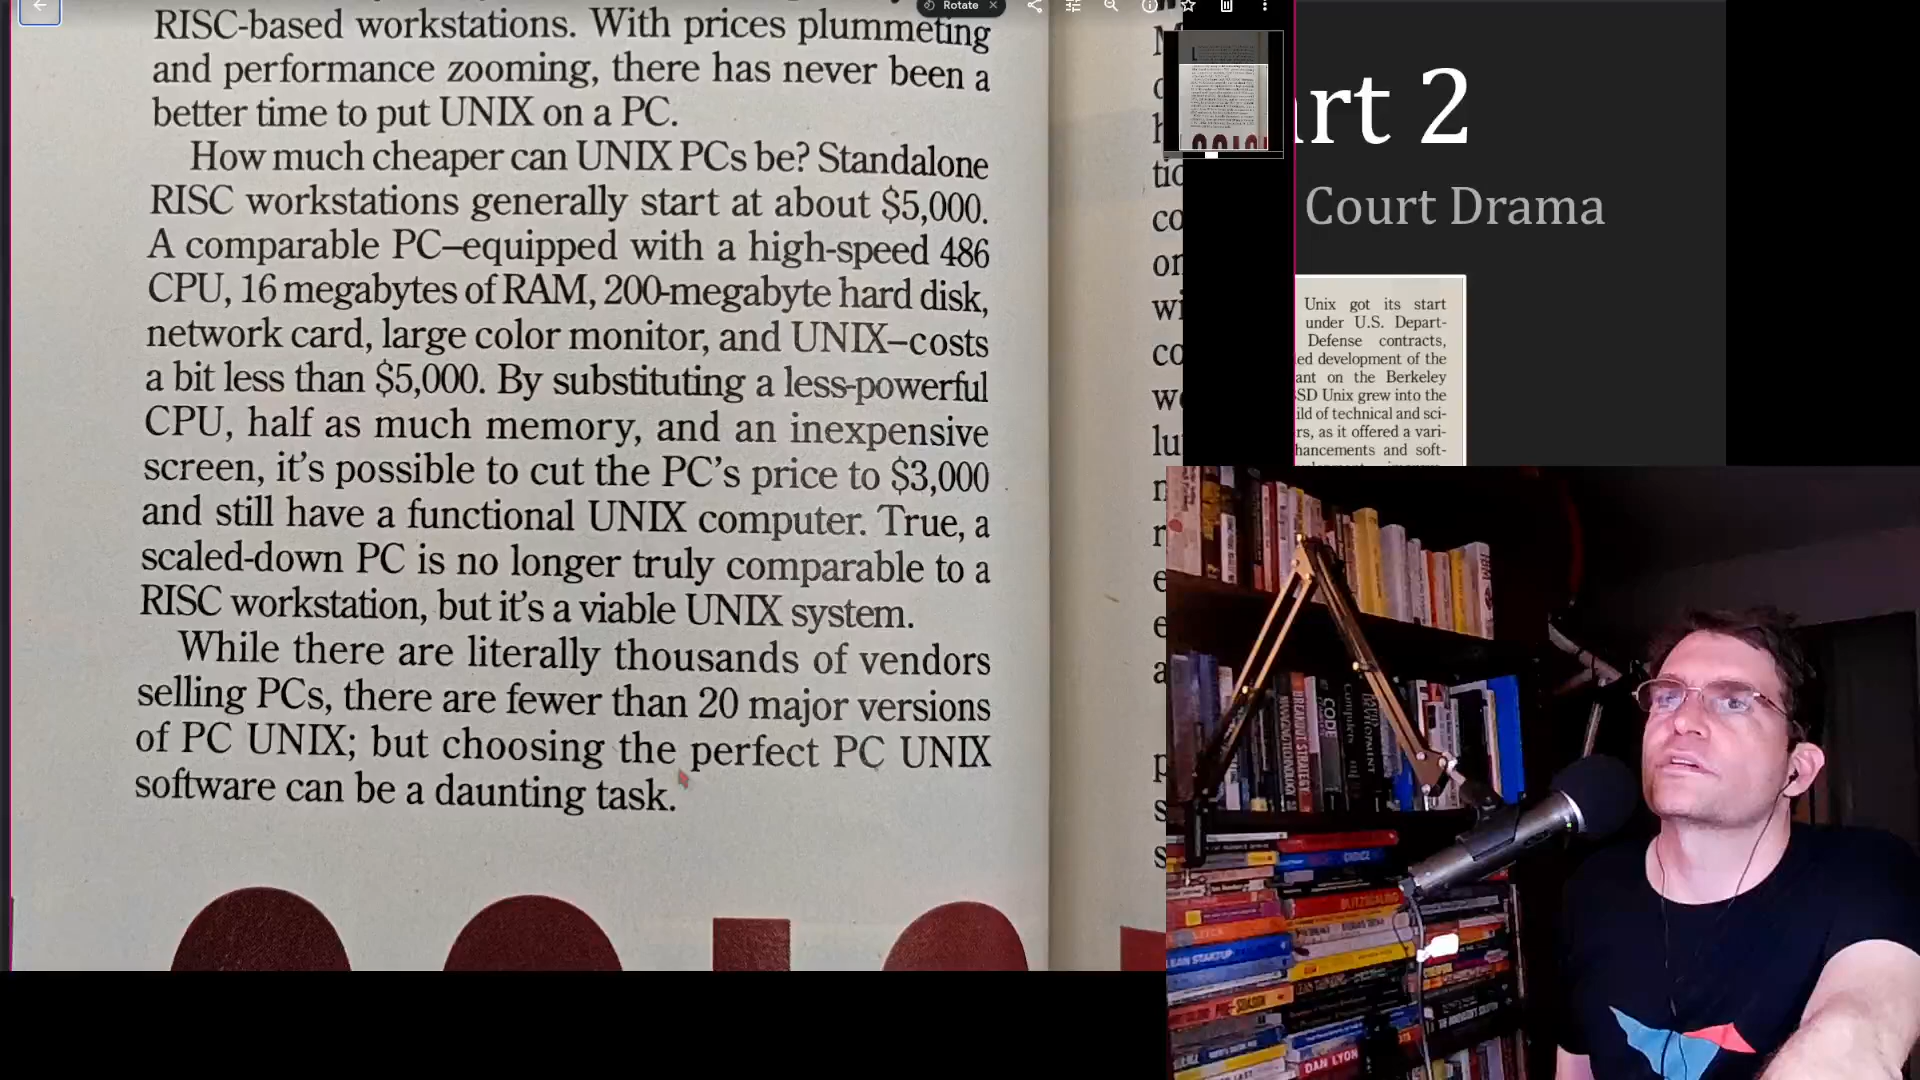 RISC-based workstations. With prices plummeting
and performance zooming, there has never been a
better time to put UNIX on a PC.
How much cheaper can UNIX PCs be? Standalone
RISC workstations generally start at about $5,000.
A comparable PC–equipped with a high-speed 486
CPU, 16 megabytes of RAM, 200-megabyte hard disk,
network card, large color monitor, and UNIX–costs
a bit less than $5,000. By substituting a less-powerful
CPU, half as much memory, and an inexpensive
screen, it's possible to cut the PC's price to $3,000
and still have a functional UNIX computer. True, a
scaled-down PC is no longer truly comparable to a
RISC workstation, but it's a viable UNIX system.
While there are literally thousands of vendors
selling PCs, there are fewer than 20 major versions
of PC UNIX; but choosing the perfect PC UNIX
software can be a daunting task.
Rotate
rt 2
Court Drama
Unix got its start
under U.S. Depart-
Defense contracts,
ed development of the
ant on the Berkeley
SD Unix grew into the
ild of technical and sci-
rs, as it offered a vari-
hancements and soft-
CODE
BREAKOUT STRATEGY
BLITZSCALING
LEAN STARTUP
DAN LYON